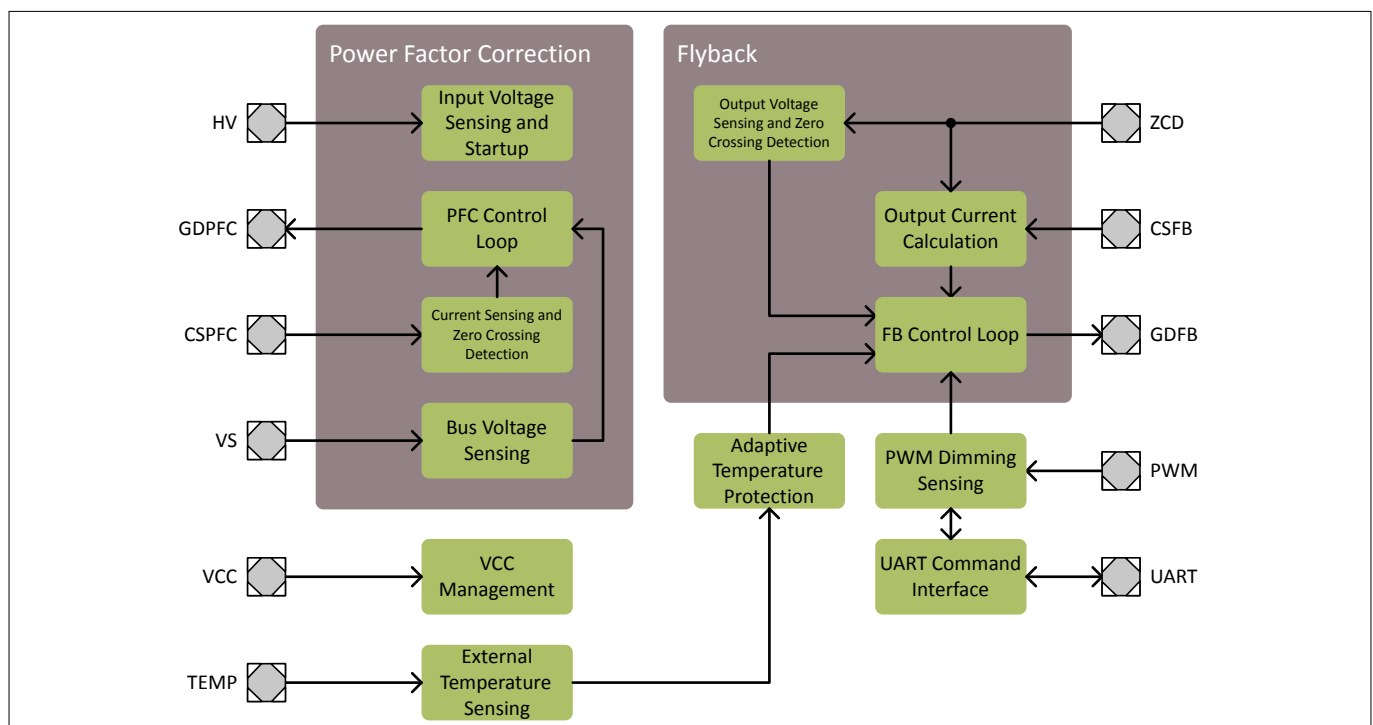 Power Factor Correction
Flyback
HV
Input Voltage
Sensing and
Startup
Output Voltage
Sensing and Zero
Crossing Detection
ZCD
GDPFC
PFC Control
Loop
Output Current
Calculation
CSFB
CSPFC
Current Sensing and
Zero Crossing
Detection
FB Control Loop
GDFB
VS
Bus Voltage
Sensing
Adaptive
Temperature
Protection
PWM Dimming
Sensing
PWM
VCC
VCC
Management
UART Command
Interface
UART
TEMP
External
Temperature
Sensing